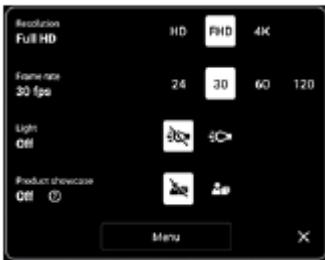 Resolution
Full HD
HD FHD 4K
Frame rate
30 fps
24 30 60 120
Light
Off
Product showcase
Off
Menu